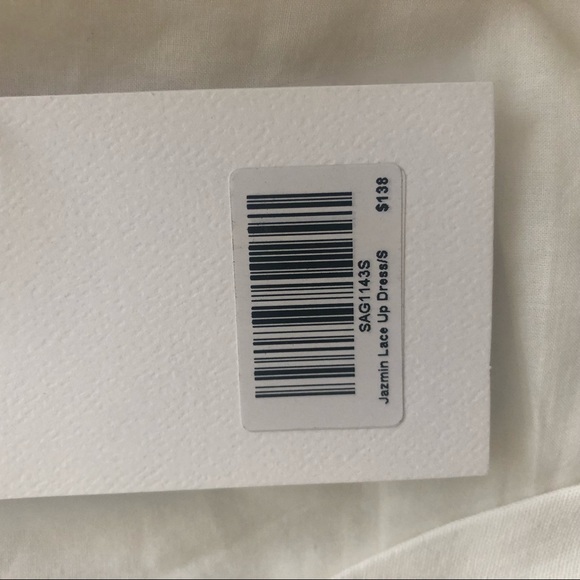 SAG1143S
Jazmin Lace Up Dress/S $138